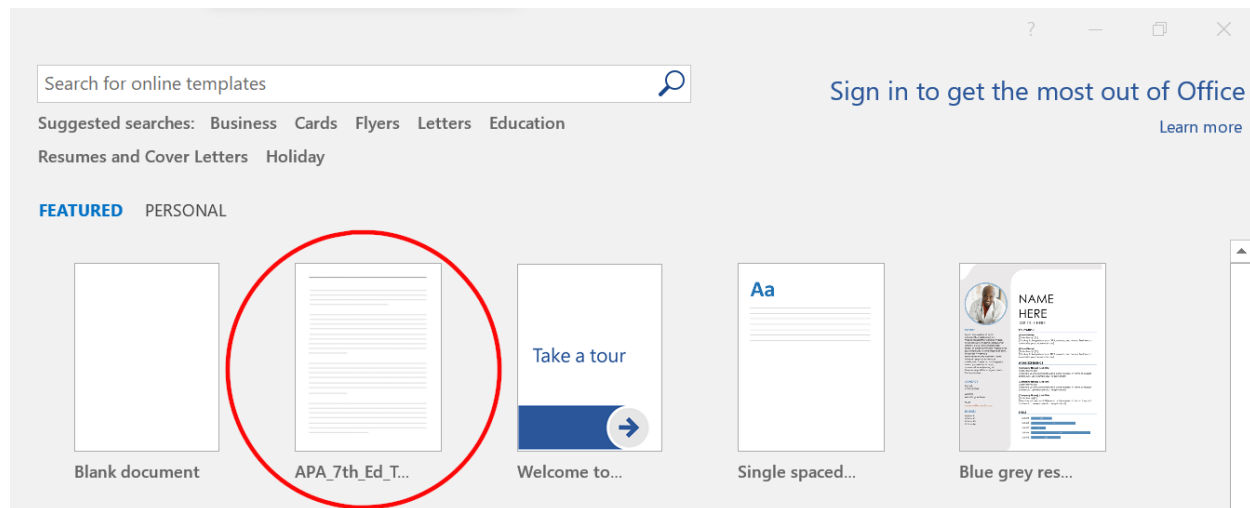 ?
Search for online templates
Sign in to get the most out of Office
Learn more
Suggested searches: Business Cards Flyers Letters Education
Resumes and Cover Letters Holiday
FEATURED PERSONAL
Take a tour
Aa
NAME
HERE
Blank document
APA_7th_Ed_T...
Welcome to...
Single spaced...
Blue grey res...